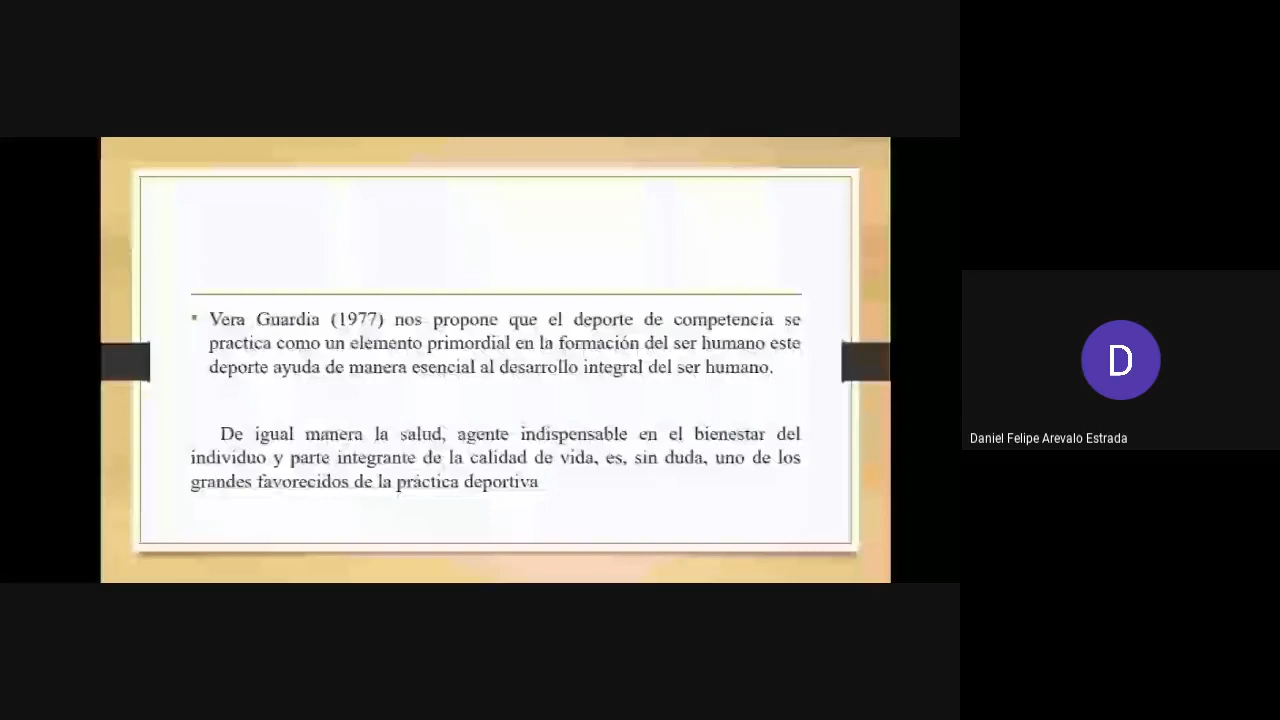 Vera Guardia (1977) nos propone que el deporte de competencia se
practica como un elemento primordial en la formación del ser humano este
deporte ayuda de manera esencial al desarrollo integral del ser humano.
De igual manera la salud, agente indispensable en el bienestar del
individuo y parte integrante de la calidad de vida, es, sin duda, uno de los
grandes favorecidos de la práctica deportiva
D
Daniel Felipe Arevalo Estrada